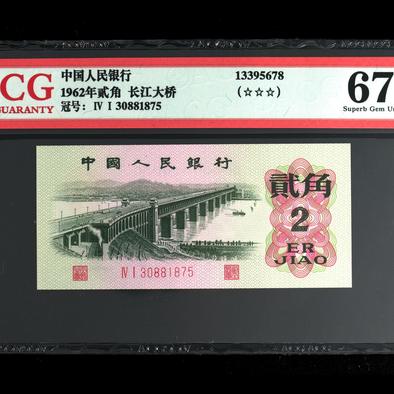 CG
GUARANTY
中国人民银行
1962年贰角 长江大桥
冠号: Ⅳ Ⅰ 30881875
13395678
(☆☆☆)
67
Superb Gem Un
中國人民銀行
貳角
2
ER
JIAO
Ⅳ Ⅰ 30881875